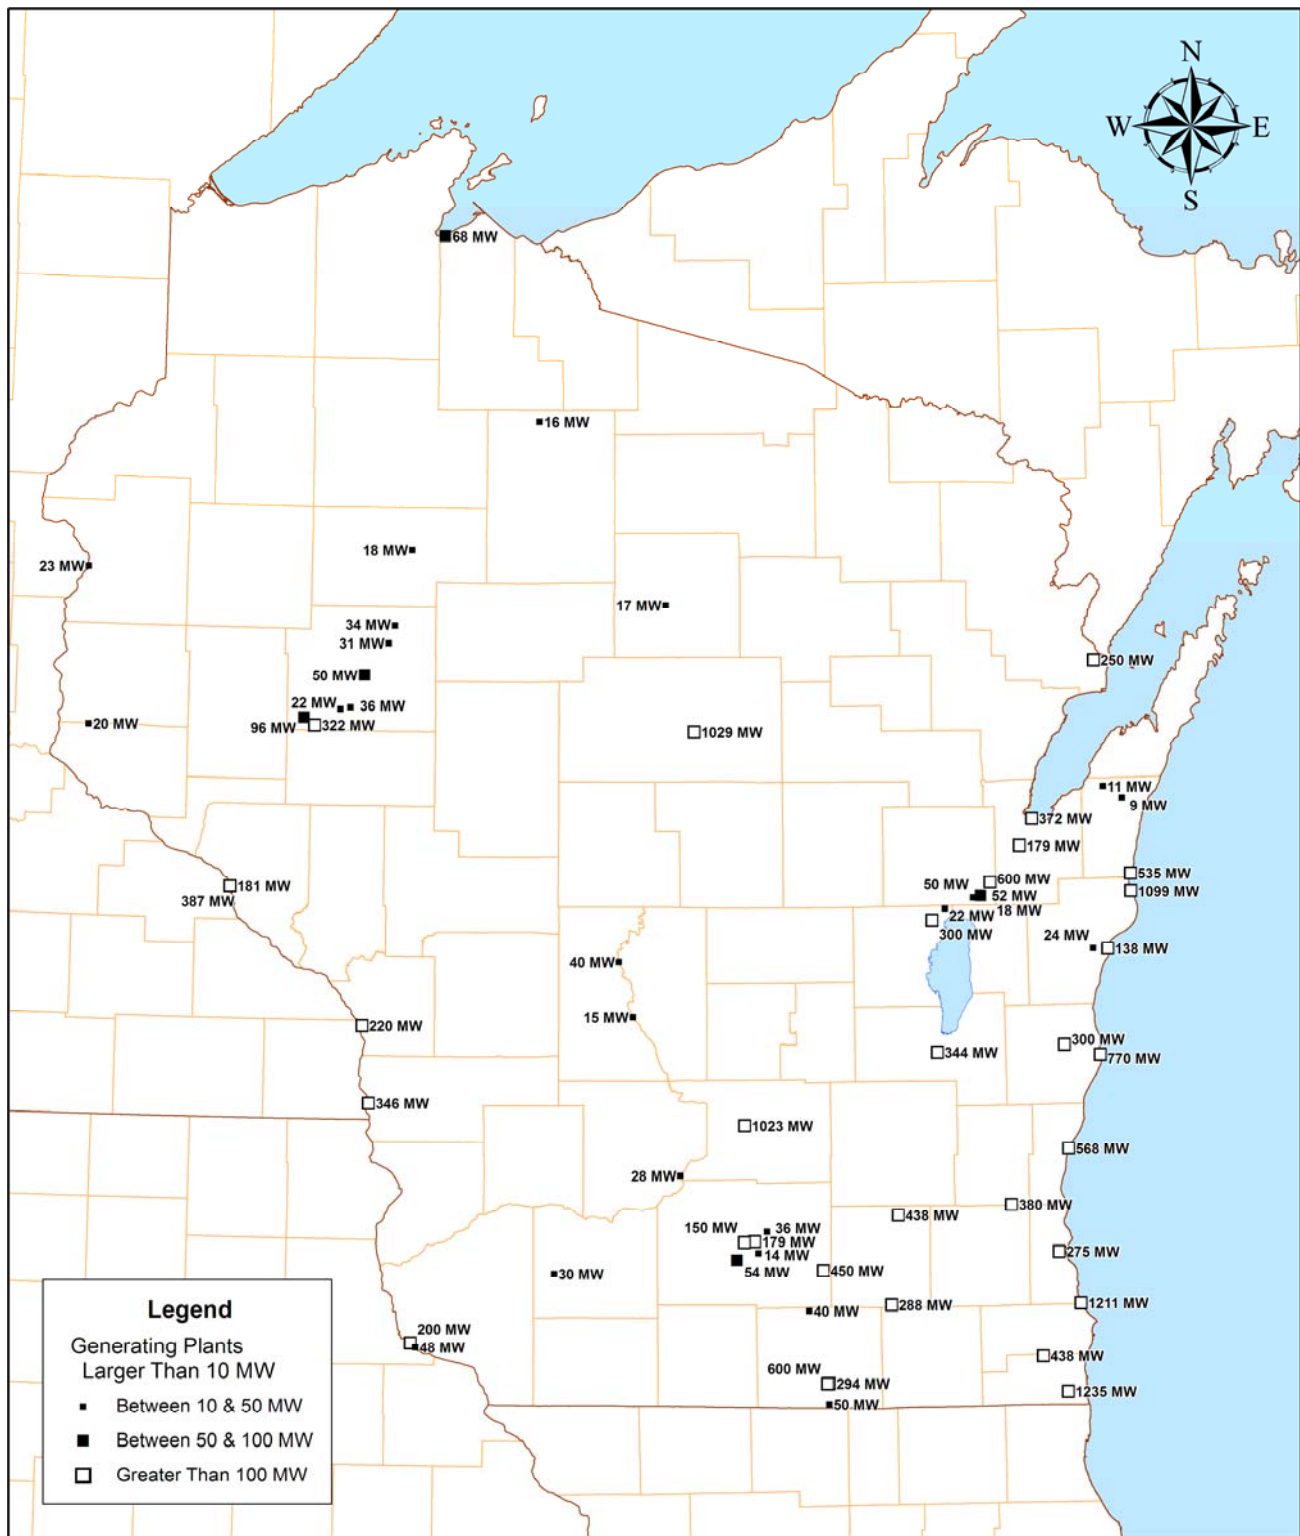 N
W E
S
68 MW
16 MW
18 MW
23 MW
17 MW
34 MW
31 MW
250 MW
50 MW
22 MW
36 MW
20 MW
96 MW
322 MW
1029 MW
11 MW
9 MW
372 MW
179 MW
535 MW
181 MW
600 MW
50 MW
1099 MW
387 MW
52 MW
18 MW
22 MW
300 MW
24 MW
138 MW
40 MW
15 MW
220 MW
300 MW
344 MW
770 MW
346 MW
1023 MW
568 MW
28 MW
380 MW
438 MW
150 MW
36 MW
179 MW
14 MW
275 MW
54 MW
450 MW
30 MW
288 MW
1211 MW
40 MW
200 MW
48 MW
438 MW
600 MW
294 MW
1235 MW
50 MW
Legend
Generating Plants
Larger Than 10 MW
Between 10 & 50 MW
Between 50 & 100 MW
Greater Than 100 MW